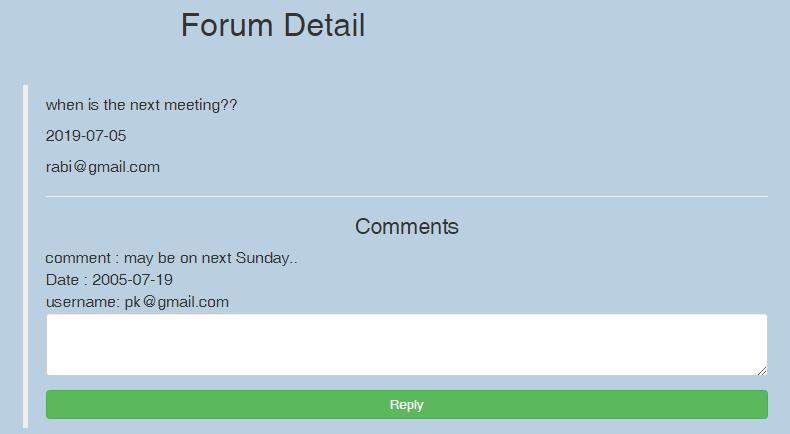 Forum Detail
when is the next meeting??
2019-07-05
rabi@gmail.com
Comments
comment : may be on next Sunday..
Date : 2005-07-19
username: pk@gmail.com
Reply